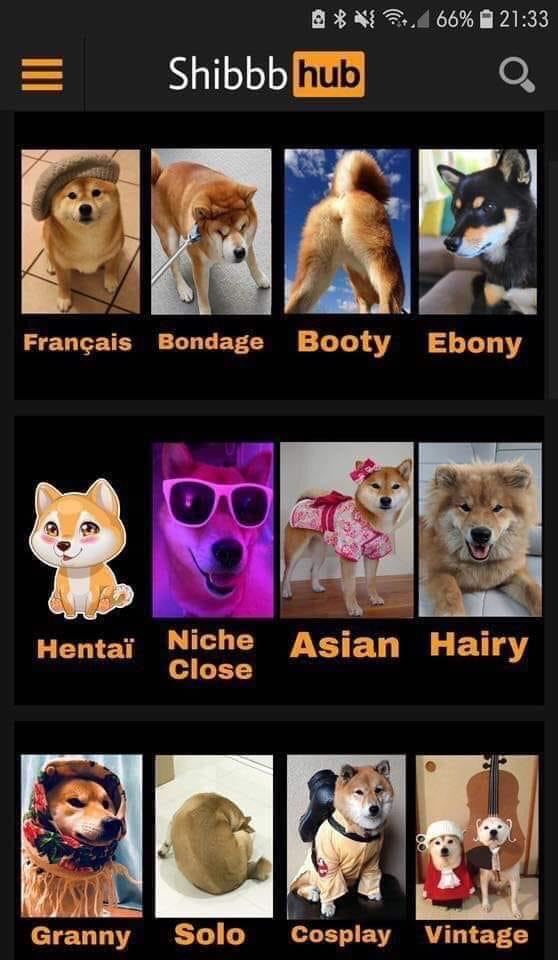 66% 21:33
Shibbb hub
Français
Bondage
Booty
Ebony
Hentaï
Niche
Close
Asian
Hairy
Granny
Solo
Cosplay
Vintage